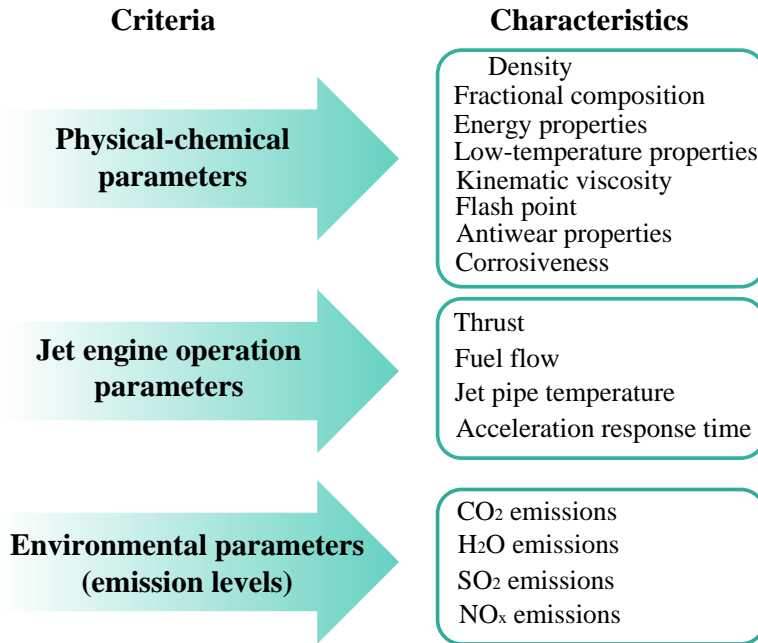 Criteria
Characteristics
Physical-chemical
parameters
Density
Fractional composition
Energy properties
Low-temperature properties
Kinematic viscosity
Flash point
Antiwear properties
Corrosiveness
Jet engine operation
parameters
Thrust
Fuel flow
Jet pipe temperature
Acceleration response time
Environmental parameters
(emission levels)
CO₂ emissions
H₂O emissions
SO₂ emissions
NOₓ emissions